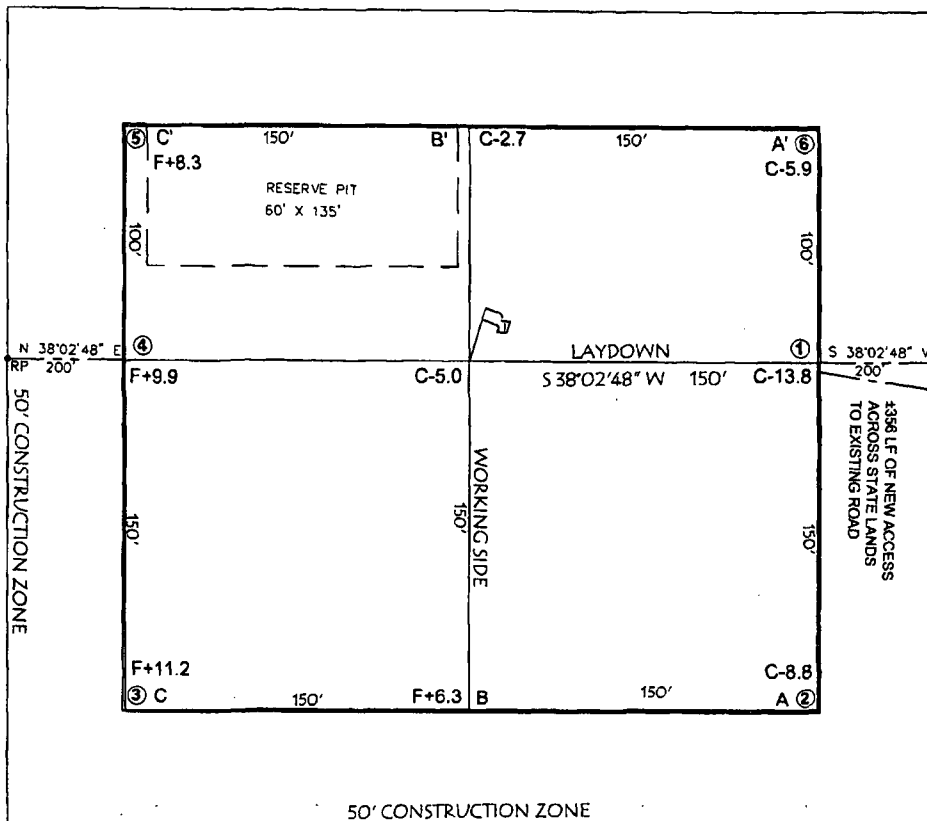 ⑤ C' 150' B' C-2.7 150' A' ⑥
F+8.3 C-5.9
RESERVE PIT
60' X 135'
100' 100'
N 38°02'48" E ④ LAYDOWN ① S 38°02'48" W
RP 200' F+9.9 C-5.0 S 38°02'48" W 150' C-13.8 200'
50' CONSTRUCTION ZONE
±356 LF OF NEW ACCESS
ACROSS STATE LANDS
TO EXISTING ROAD
WORKING SIDE
150' 150' 150'
F+11.2 C-8.8
③ C 150' F+6.3 B 150' A ②
50' CONSTRUCTION ZONE